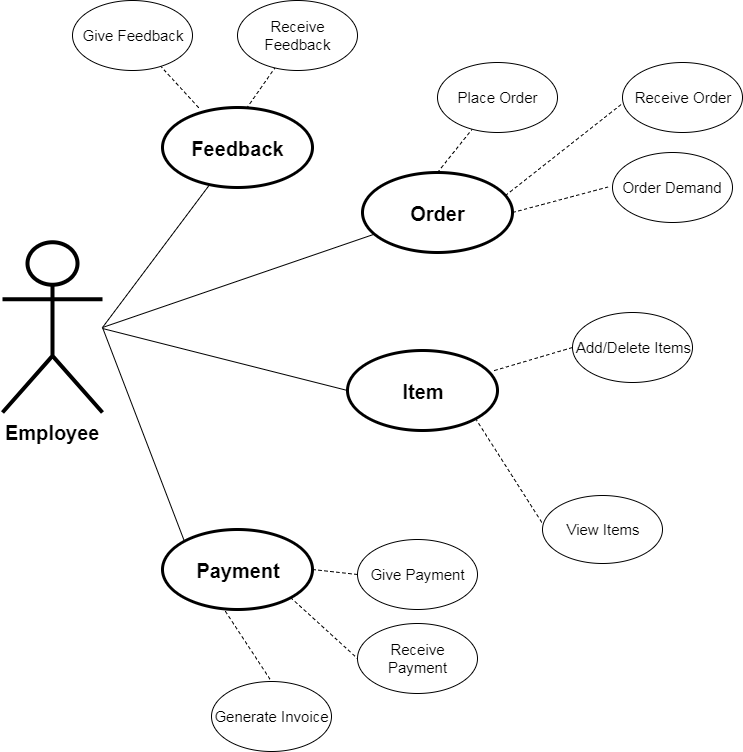 Give Feedback
Receive
Feedback
Feedback
Place Order
Receive Order
Order Demand
Order
Employee
Add/Delete Items
Item
View Items
Payment
Give Payment
Receive
Payment
Generate Invoice